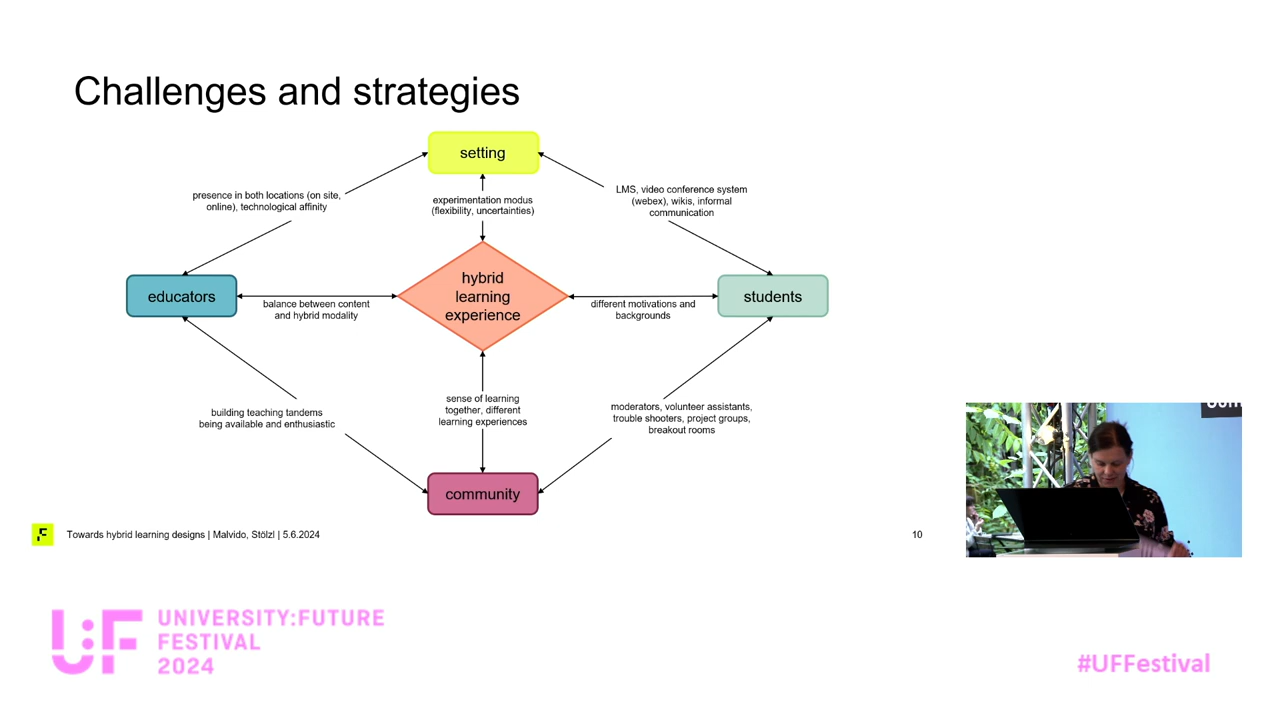 Challenges and strategies
setting
presence in both locations (on site,
online), technological affinity
experimentation modus
(flexibility, uncertainties)
LMS, video conference system
(webex), wikis, informal
communication
educators
balance between content
and hybrid modality
hybrid
learning
experience
different motivations and
backgrounds
students
building teaching tandems
being available and enthusiastic
sense of learning
together, different
learning experiences
moderators, volunteer assistants,
trouble shooters, project groups,
breakout rooms
community
Towards hybrid learning designs | Malvido, Stölzl | 5.6.2024
10
U:F
UNIVERSITY:FUTURE
FESTIVAL
2024
#UFFestival